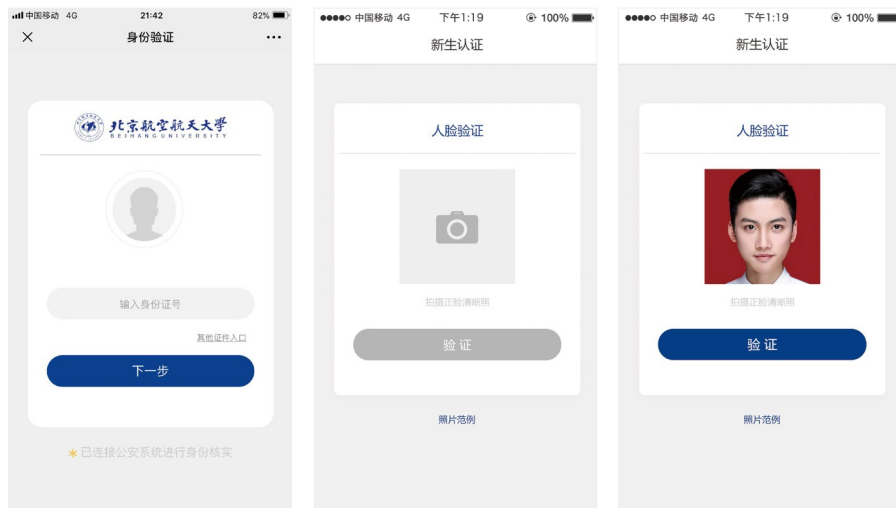 中国移动 4G 21:42 82%
身份验证
北京航空航天大學
BEIHANG UNIVERSITY
输入身份证号
其他证件入口
下一步
已连接公安系统进行身份核实
中国移动 4G 下午1:19 100%
新生认证
人脸验证
拍摄正脸清晰照
验证
照片范例
中国移动 4G 下午1:19 100%
新生认证
人脸验证
拍摄正脸清晰照
验证
照片范例